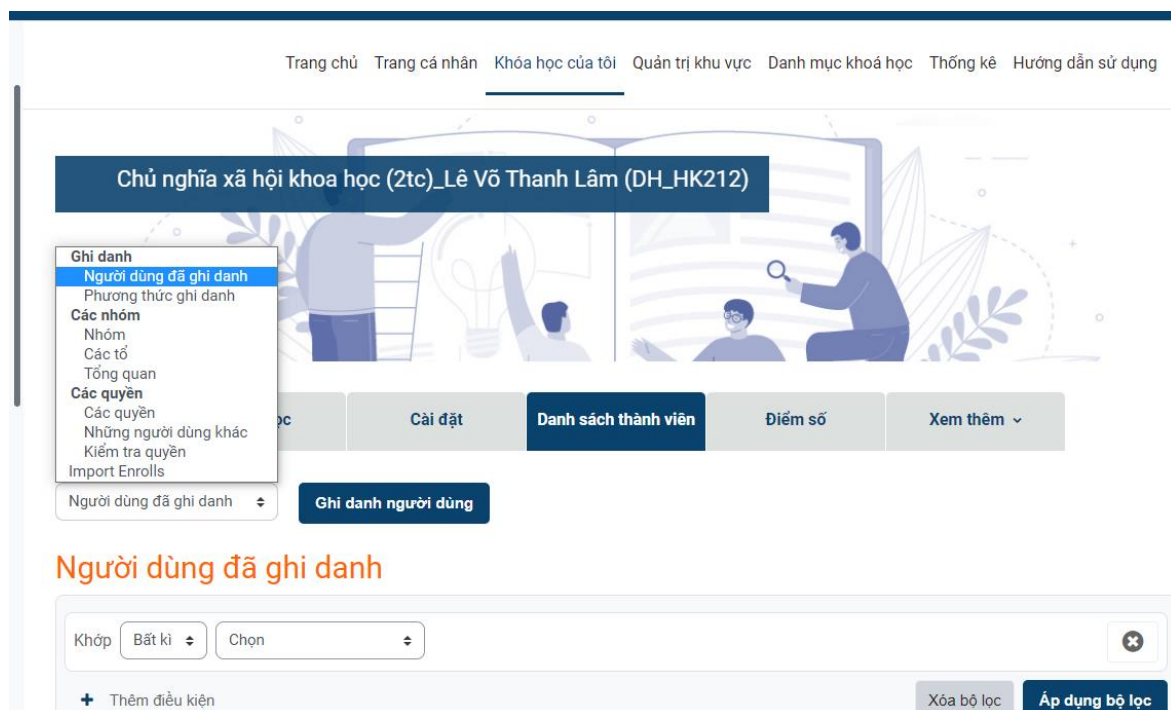 Trang chủ Trang cá nhân Khóa học của tôi Quản trị khu vực Danh mục khoá học Thống kê Hướng dẫn sử dụng
Chủ nghĩa xã hội khoa học (2tc)_Lê Võ Thanh Lâm (DH_HK212)
Ghi danh
Người dùng đã ghi danh
Phương thức ghi danh
Các nhóm
Nhóm
Các tổ
Tổng quan
Các quyền
Các quyền
Những người dùng khác
Kiểm tra quyền
Import Enrolls
ọc Cài đặt Danh sách thành viên Điểm số Xem thêm
Người dùng đã ghi danh Ghi danh người dùng
Người dùng đã ghi danh
Khớp Bất kì Chọn
Thêm điều kiện Xóa bộ lọc Áp dụng bộ lọc